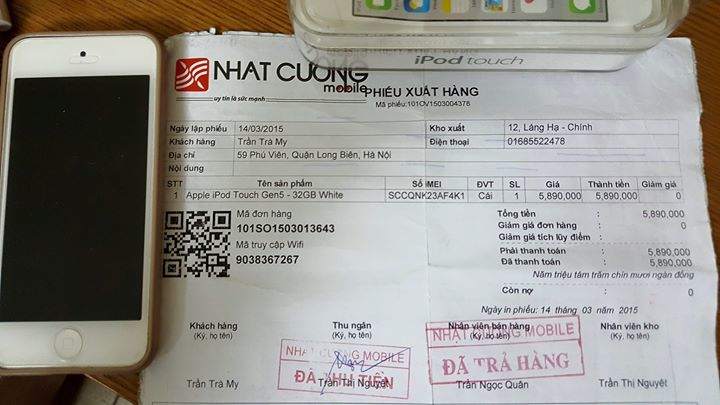 iPod touch
NHAT CUONG
mobile
uy tín là sức mạnh
PHIẾU XUẤT HÀNG
Mã phiếu:101OV1503004378
Ngày lập phiếu 14/03/2015 Kho xuất 12, Láng Hạ - Chính
Khách hàng Trần Trà My Điện thoại 01685522478
Địa chỉ 59 Phú Viên, Quận Long Biên, Hà Nội
Nội dung
STT Tên sản phẩm Số IMEI ĐVT SL Giá Thành tiền Giảm giá
1 Apple iPod Touch Gen5 - 32GB White SCCQNK23AF4K1 Cái 1 5,890,000 5,890,000 0
Mã đơn hàng
101SO1503013643
Mã truy cập Wifi
9038367267
Tổng tiền : 5,890,000
Giảm giá đơn hàng : 0
Giảm giá tích lũy điểm :
Phải thanh toán : 5,890,000
Đã thanh toán : 5,890,000
Năm triệu tám trăm chín mươi ngàn đồng
Còn nợ : 0
Ngày in phiếu: 14 tháng 03 năm 2015
Khách hàng Thu ngân Nhân viên bán hàng Nhân viên kho
(Ký, họ tên) (Ký, họ tên) (Ký, họ tên) (Ký, họ tên)
NHẬT CƯỜNG MOBILE
ĐÃ THU TIỀN
NHẬT CƯỜNG MOBILE
ĐÃ TRẢ HÀNG
Trần Trà My Trần Thị Nguyệt Trần Ngọc Quân Trần Thị Nguyệt